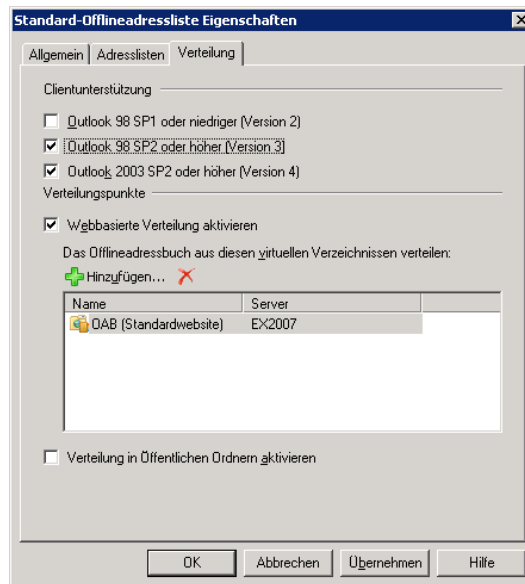 Standard-Offlineadressliste Eigenschaften
Allgemein Adresslisten Verteilung
Clientunterstützung
Outlook 98 SP1 oder niedriger (Version 2)
Outlook 98 SP2 oder höher (Version 3)
Outlook 2003 SP2 oder höher (Version 4)
Verteilungspunkte
Webbasierte Verteilung aktivieren
Das Offlineadressbuch aus diesen virtuellen Verzeichnissen verteilen:
Hinzufügen...
Name Server
OAB (Standardwebsite) EX2007
Verteilung in Öffentlichen Ordnern aktivieren
OK Abbrechen Übernehmen Hilfe